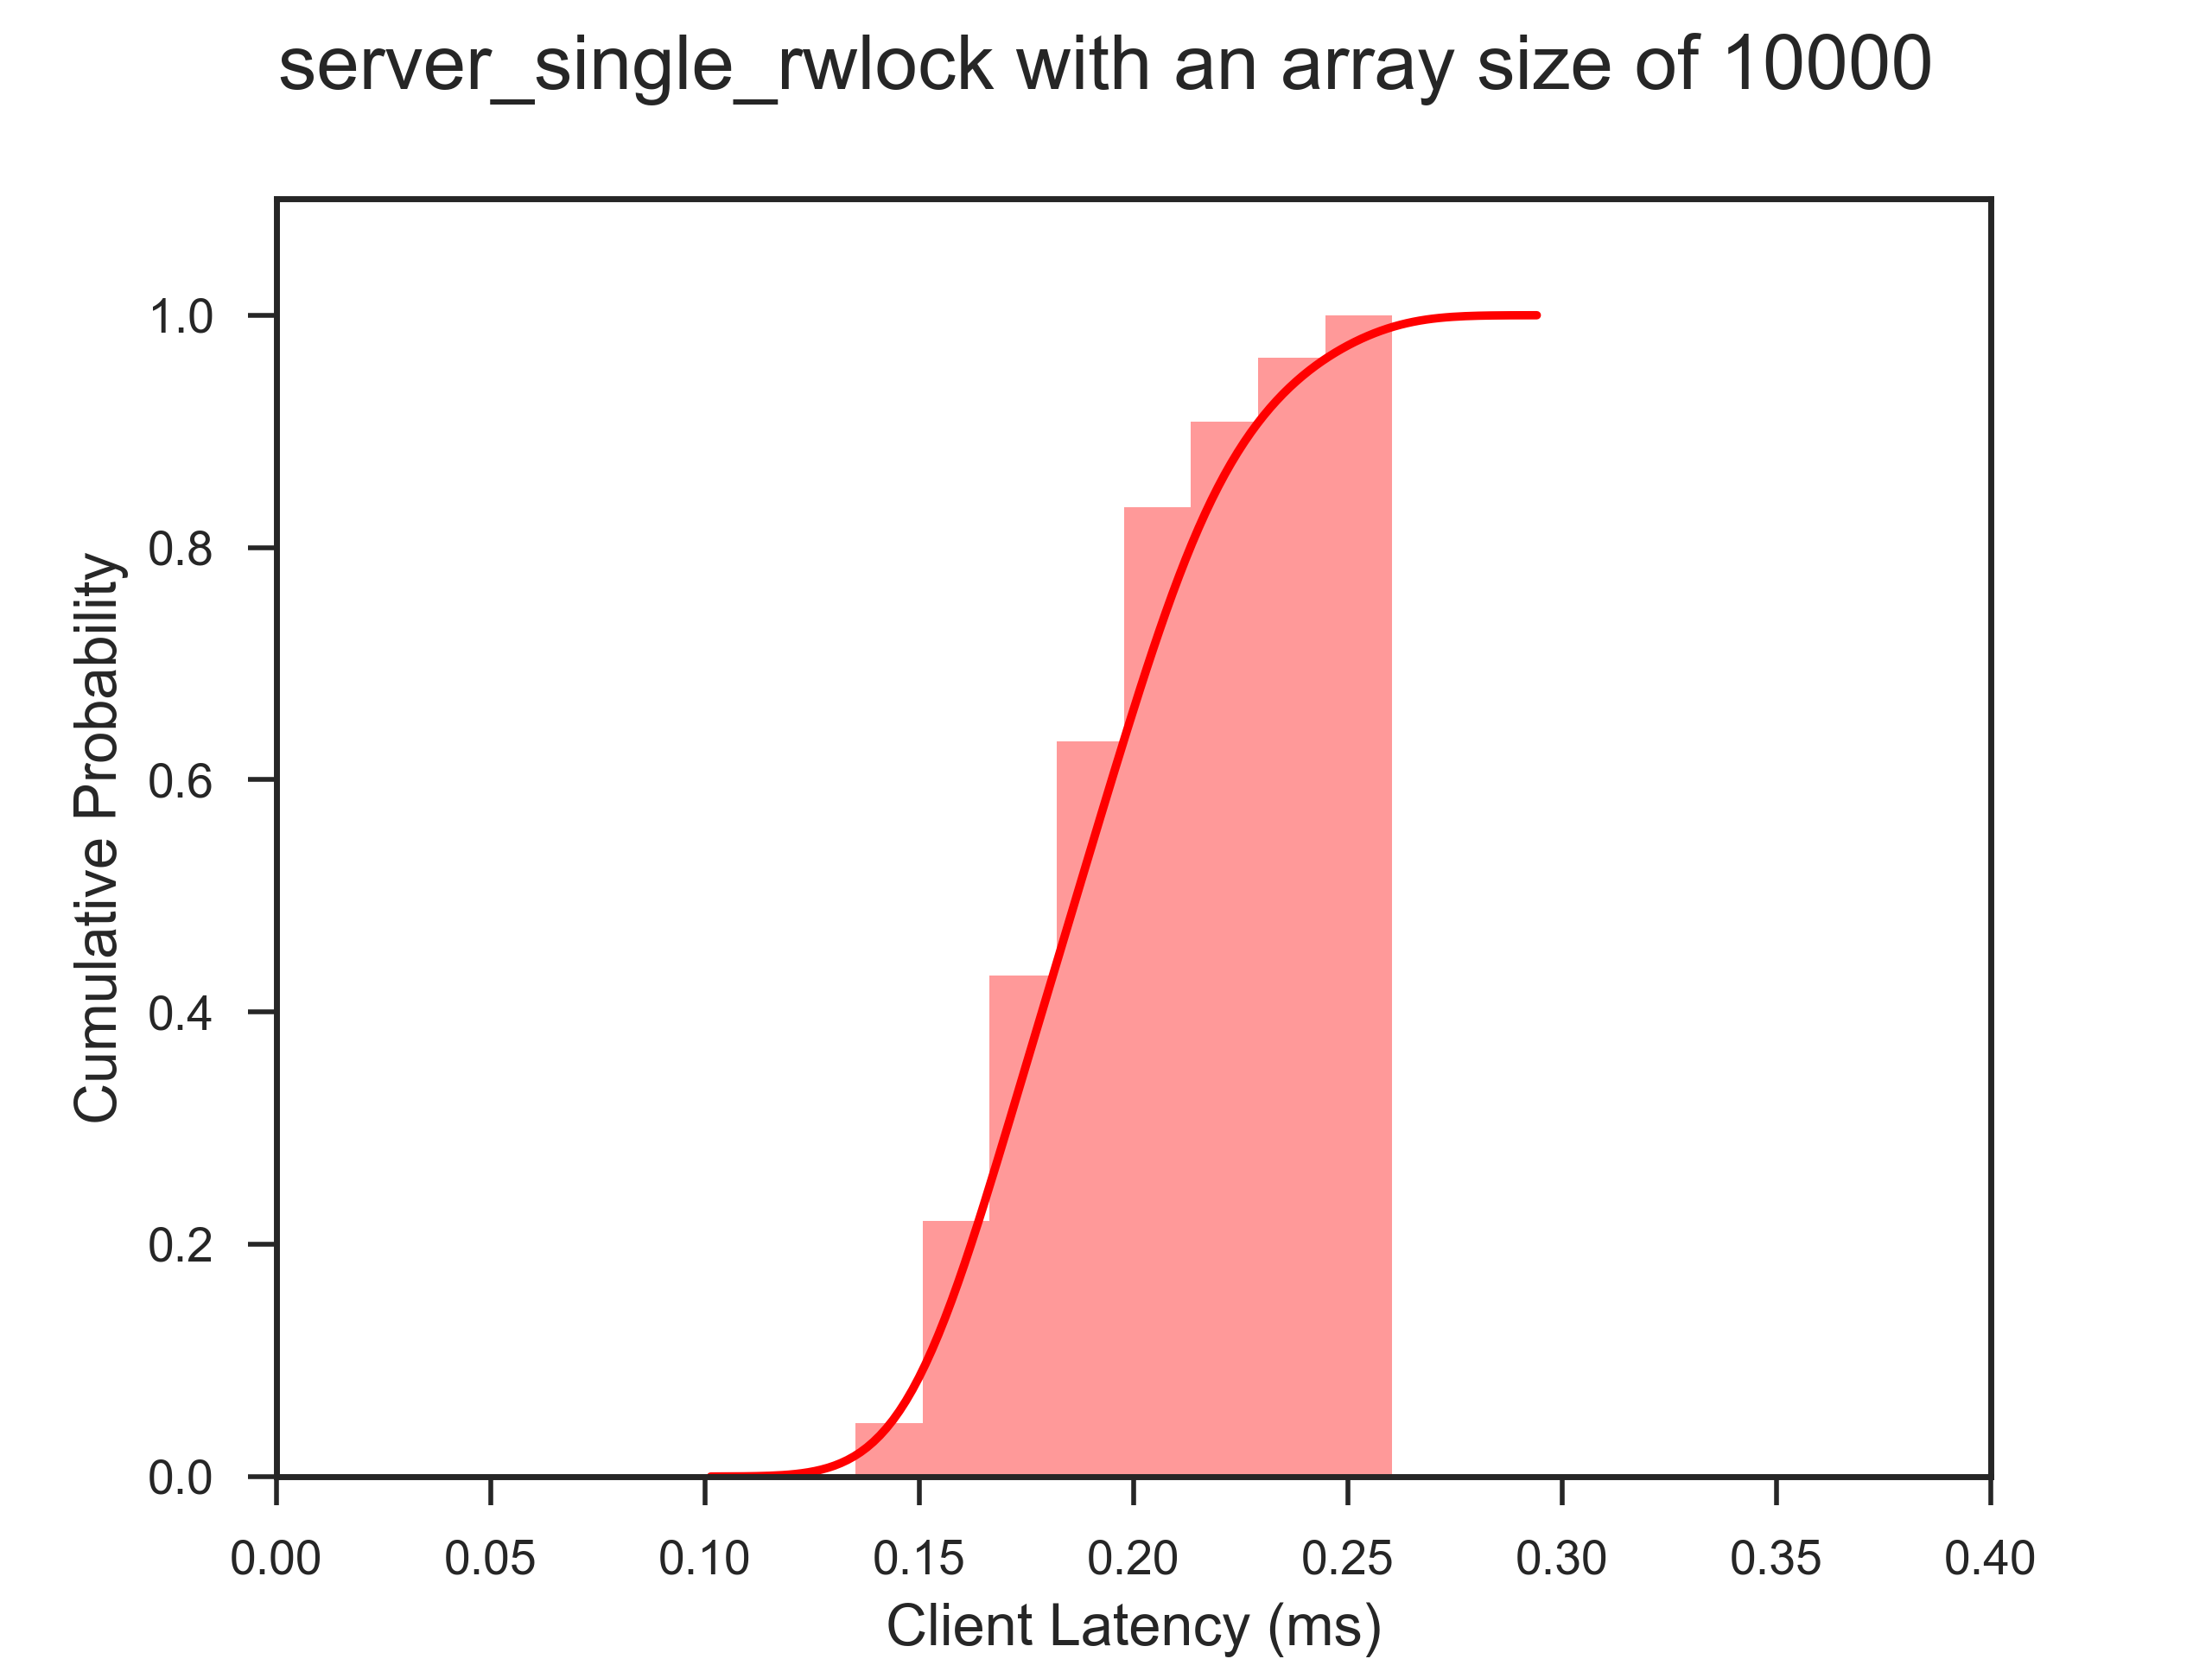 server_single_rwlock with an array size of 10000
Cumulative Probability
1.0
0.8
0.6
0.4
0.2
0.0
0.00 0.05 0.10 0.15 0.20 0.25 0.30 0.35 0.40
Client Latency (ms)